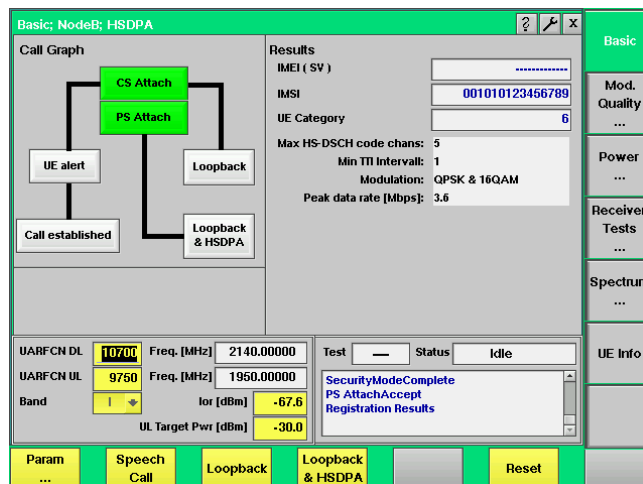 Basic; NodeB; HSDPA
? x
Basic
Call Graph
CS Attach
PS Attach
UE alert
Loopback
Call established
Loopback
& HSDPA
Results
IMEI ( SV ) ------------
IMSI 001010123456789
UE Category 6
Max HS-DSCH code chans: 5
Min TTI Intervall: 1
Modulation: QPSK & 16QAM
Peak data rate [Mbps]: 3.6
Mod.
Quality
...
Power
...
Receiver
Tests
...
Spectrum
...
UE Info
UARFCN DL 10700 Freq. [MHz] 2140.00000
UARFCN UL 9750 Freq. [MHz] 1950.00000
Band I Ior [dBm] -67.6
UL Target Pwr [dBm] -30.0
Test — Status Idle
SecurityModeComplete
PS AttachAccept
Registration Results
Param
...
Speech
Call
Loopback
Loopback
& HSDPA
Reset